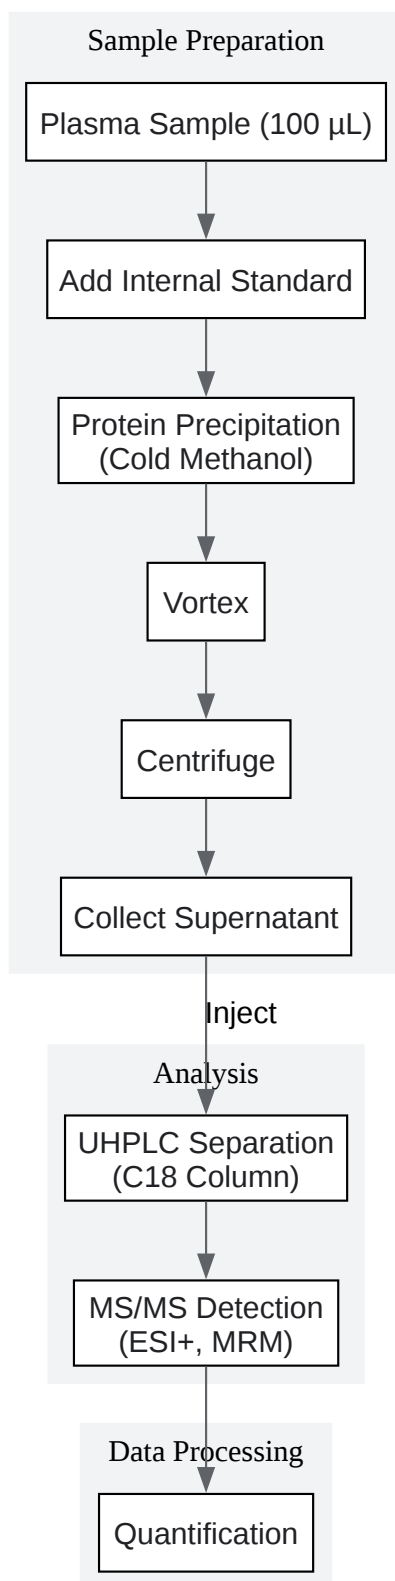 Sample Preparation
Plasma Sample (100 µL)
Add Internal Standard
Protein Precipitation
(Cold Methanol)
Vortex
Centrifuge
Collect Supernatant
Inject
Analysis
UHPLC Separation
(C18 Column)
MS/MS Detection
(ESI+, MRM)
Data Processing
Quantification